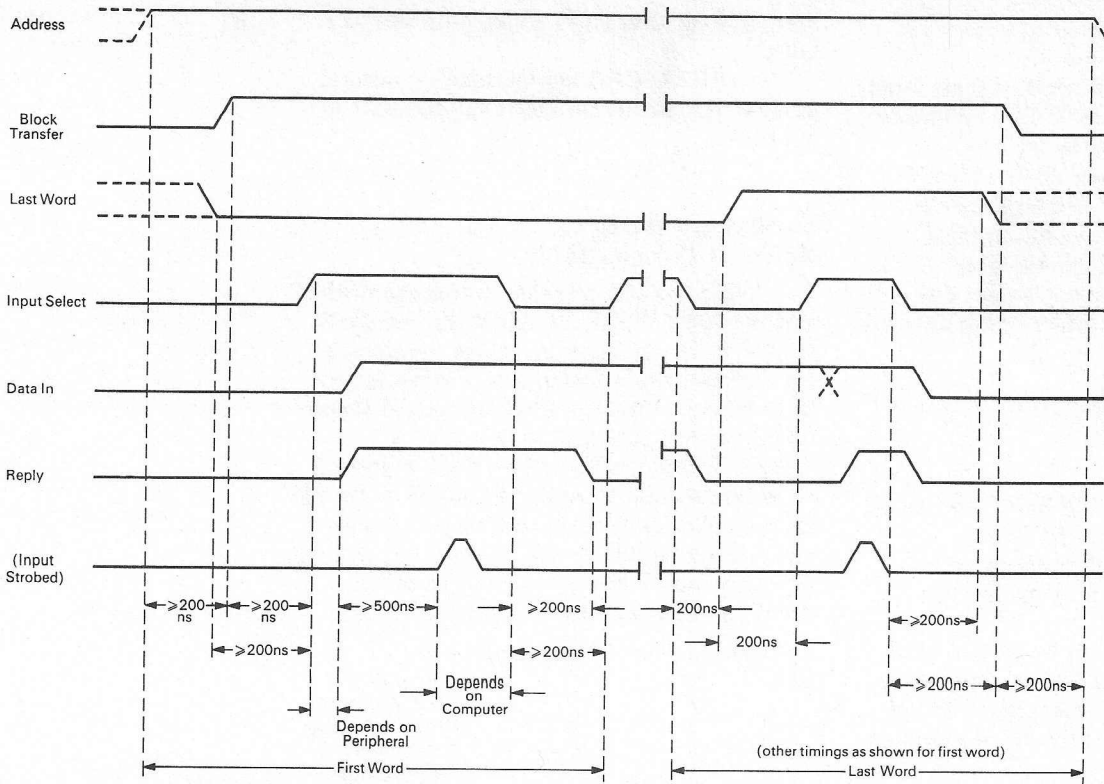 Address
Block
Transfer
Last Word
Input Select
Data In
X
Reply
(Input
Strobed)
⩾200
ns
⩾200
ns
⩾500ns
⩾200ns
200ns
⩾200ns
⩾200ns
⩾200ns
200ns
Depends
on
Computer
⩾200ns
⩾200ns
Depends on
Peripheral
(other timings as shown for first word)
First Word
Last Word